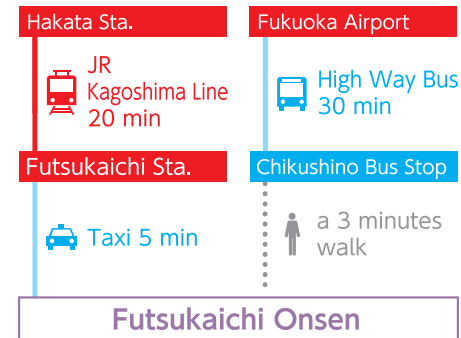 Hakata Sta.
JR
Kagoshima Line
20 min
Futsukaichi Sta.
Taxi 5 min
Fukuoka Airport
High Way Bus
30 min
Chikushino Bus Stop
a 3 minutes
walk
Futsukaichi Onsen